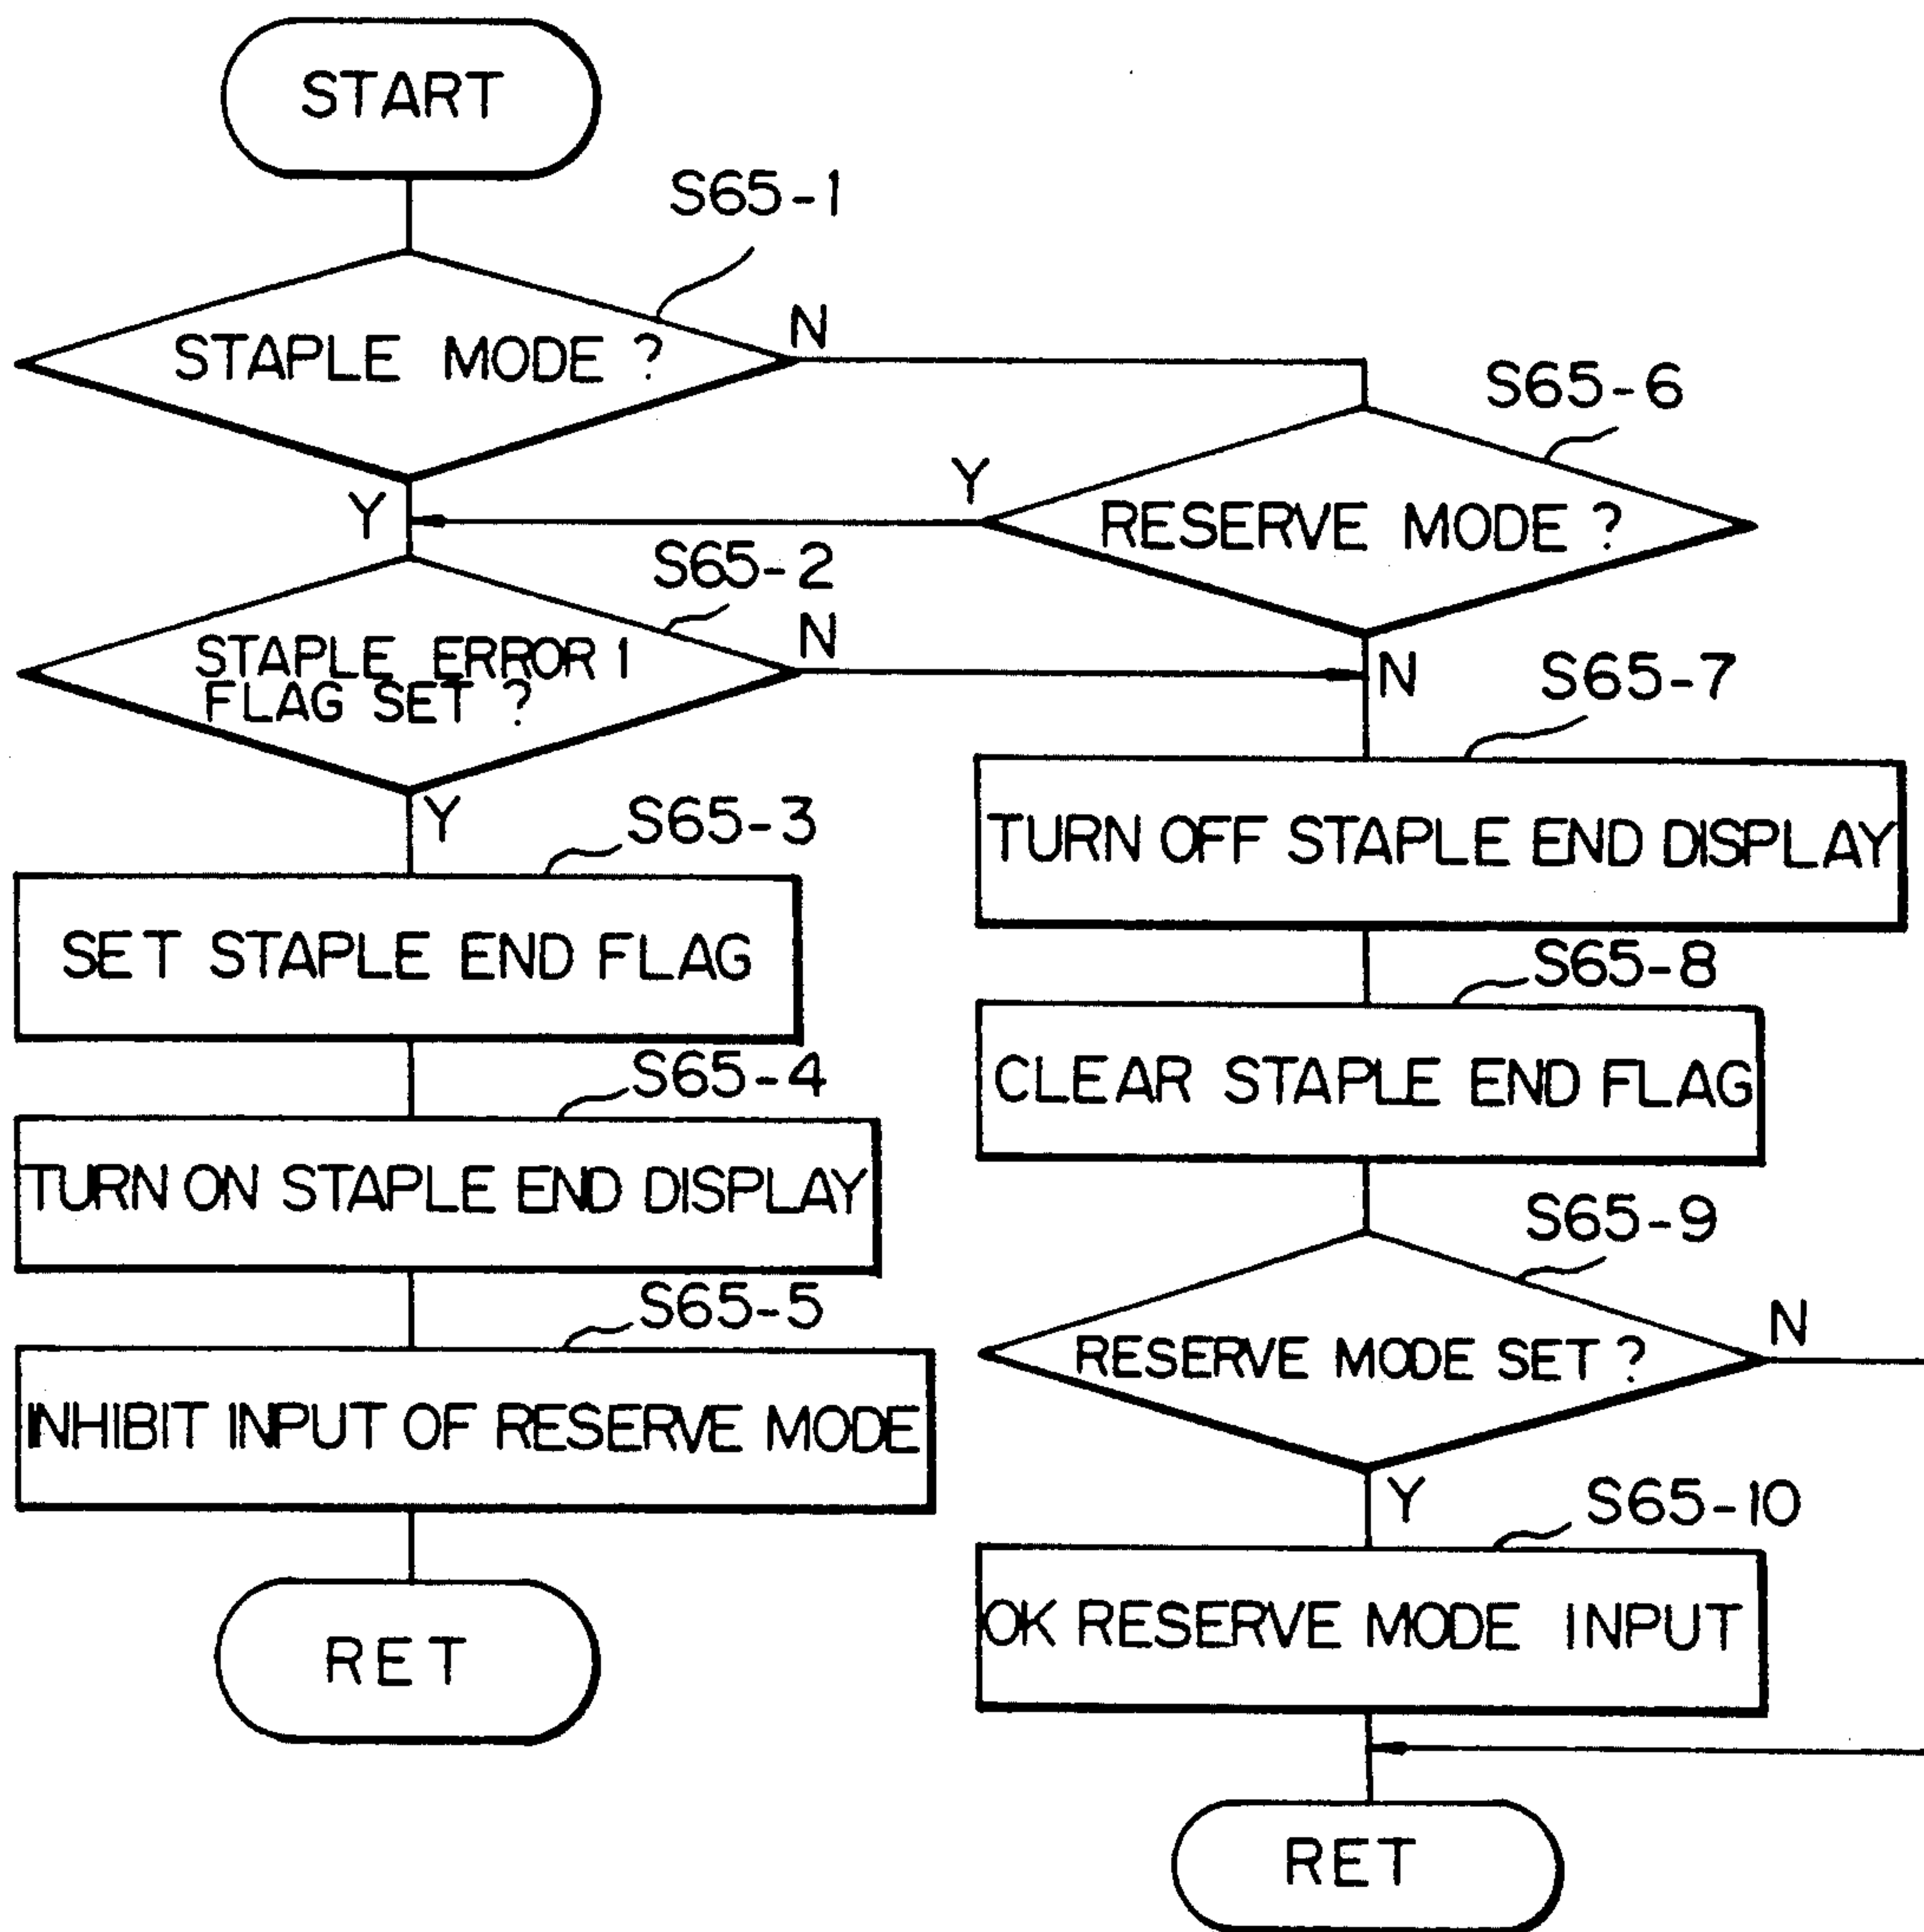 START
S65-1
STAPLE MODE ?
N
Y
S65-6
RESERVE MODE ?
Y
N
S65-2
STAPLE ERROR 1
FLAG SET ?
N
Y
S65-3
SET STAPLE END FLAG
S65-4
TURN ON STAPLE END DISPLAY
S65-5
INHIBIT INPUT OF RESERVE MODE
RET
S65-7
TURN OFF STAPLE END DISPLAY
S65-8
CLEAR STAPLE END FLAG
S65-9
RESERVE MODE SET ?
N
Y
S65-10
OK RESERVE MODE INPUT
RET